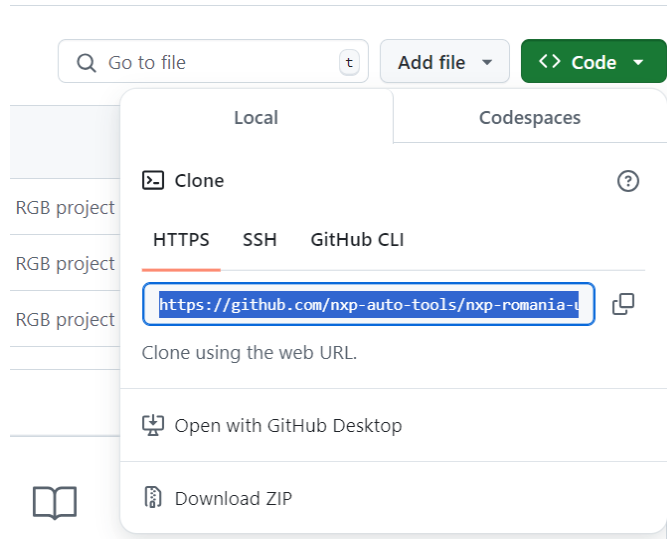 Go to file t Add file <> Code
Local Codespaces
Clone
HTTPS SSH GitHub CLI
https://github.com/nxp-auto-tools/nxp-romania-u
Clone using the web URL.
Open with GitHub Desktop
Download ZIP
RGB project
RGB project
RGB project